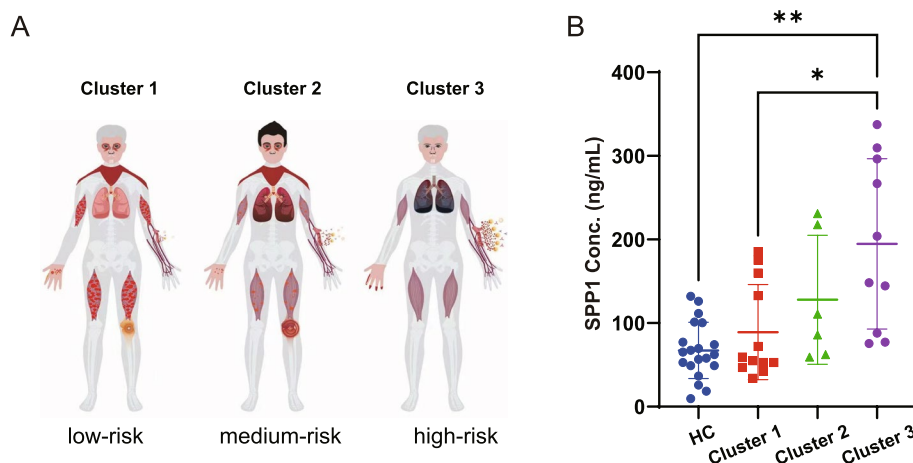 A
Cluster 1
Cluster 2
Cluster 3
low-risk
medium-risk
high-risk
B
**
*
SPP1 Conc. (ng/mL)
400
300
200
100
0
HC
Cluster 1
Cluster 2
Cluster 3